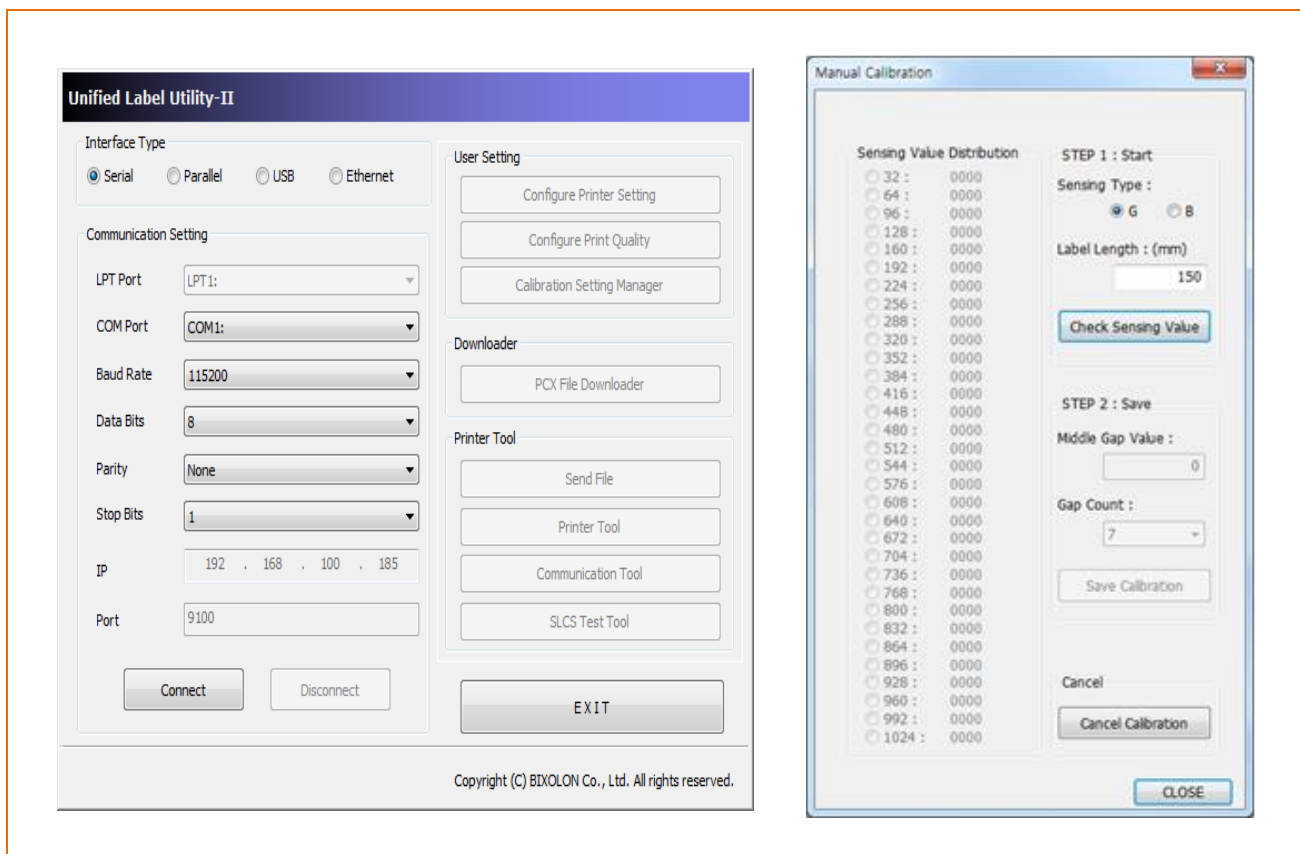 Unified Label Utility-II
Interface Type
Serial Parallel USB Ethernet
Communication Setting
LPT Port LPT1:
COM Port COM1:
Baud Rate 115200
Data Bits 8
Parity None
Stop Bits 1
IP 192 . 168 . 100 . 185
Port 9100
Connect Disconnect
User Setting
Configure Printer Setting
Configure Print Quality
Calibration Setting Manager
Downloader
PCX File Downloader
Printer Tool
Send File
Printer Tool
Communication Tool
SLCS Test Tool
EXIT
Copyright (C) BIXOLON Co., Ltd. All rights reserved.
Manual Calibration
Sensing Value Distribution
32 : 0000
64 : 0000
96 : 0000
128 : 0000
160 : 0000
192 : 0000
224 : 0000
256 : 0000
288 : 0000
320 : 0000
352 : 0000
384 : 0000
416 : 0000
448 : 0000
480 : 0000
512 : 0000
544 : 0000
576 : 0000
608 : 0000
640 : 0000
672 : 0000
704 : 0000
736 : 0000
768 : 0000
800 : 0000
832 : 0000
864 : 0000
896 : 0000
928 : 0000
960 : 0000
992 : 0000
1024 : 0000
STEP 1 : Start
Sensing Type :
G B
Label Length : (mm)
150
Check Sensing Value
STEP 2 : Save
Middle Gap Value :
0
Gap Count :
7
Save Calibration
Cancel
Cancel Calibration
CLOSE